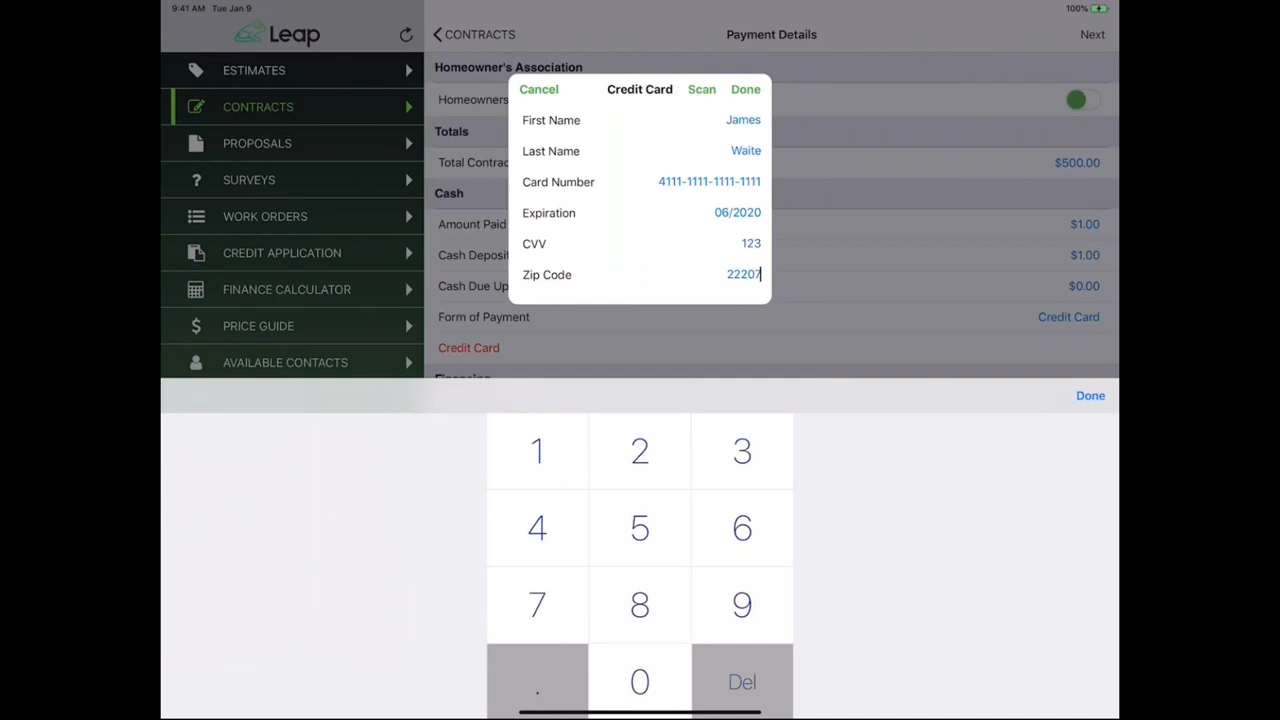 9:41 AM Tue Jan 9
100%
Leap
CONTRACTS
Payment Details
Next
ESTIMATES
CONTRACTS
PROPOSALS
SURVEYS
WORK ORDERS
CREDIT APPLICATION
FINANCE CALCULATOR
PRICE GUIDE
AVAILABLE CONTACTS
Homeowner's Association
Homeowners
Totals
Total Contrac
$500.00
Cash
Amount Paid
$1.00
Cash Deposit
$1.00
Cash Due Up
$0.00
Form of Payment
Credit Card
Credit Card
Financing
Cancel
Credit Card
Scan
Done
First Name
James
Last Name
Waite
Card Number
4111-1111-1111-1111
Expiration
06/2020
CVV
123
Zip Code
22207
Done
1 2 3
4 5 6
7 8 9
. 0 Del